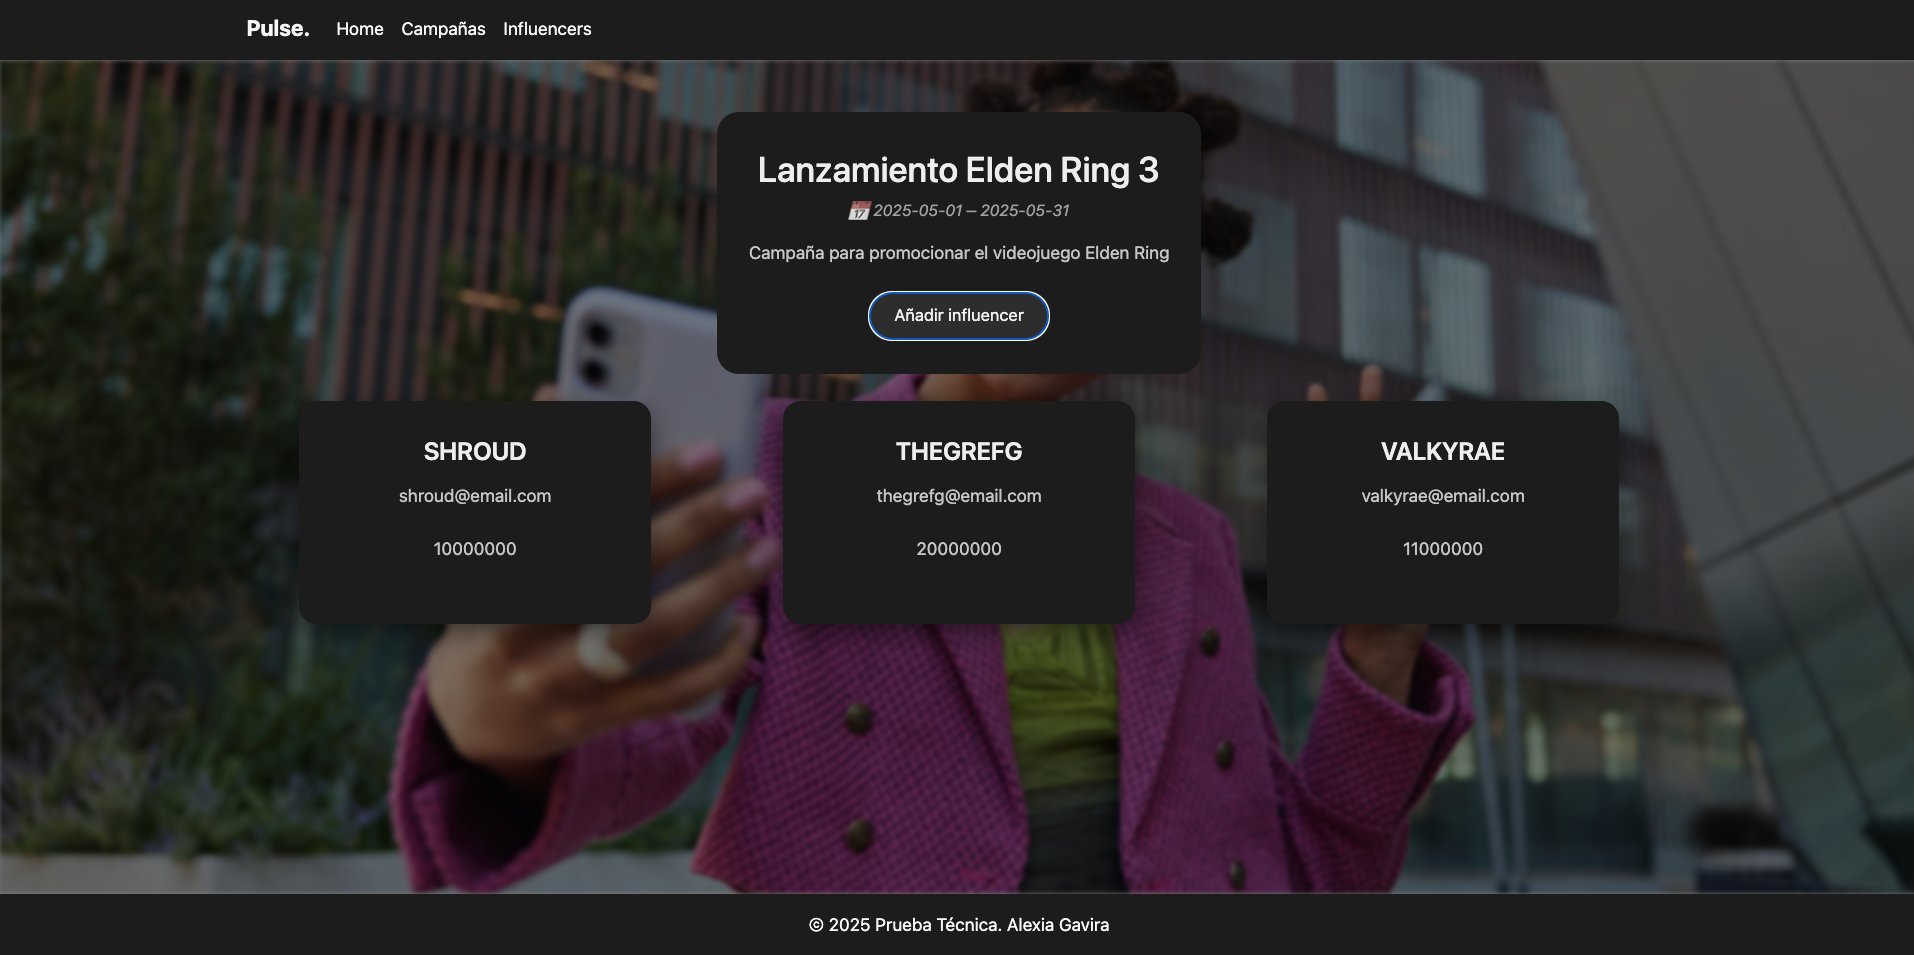 Pulse. Home Campañas Influencers
Lanzamiento Elden Ring 3
📅 2025-05-01 – 2025-05-31
Campaña para promocionar el videojuego Elden Ring
Añadir influencer
SHROUD
shroud@email.com
10000000
THEGREFG
thegrefg@email.com
20000000
VALKYRAE
valkyrae@email.com
11000000
© 2025 Prueba Técnica. Alexia Gavira